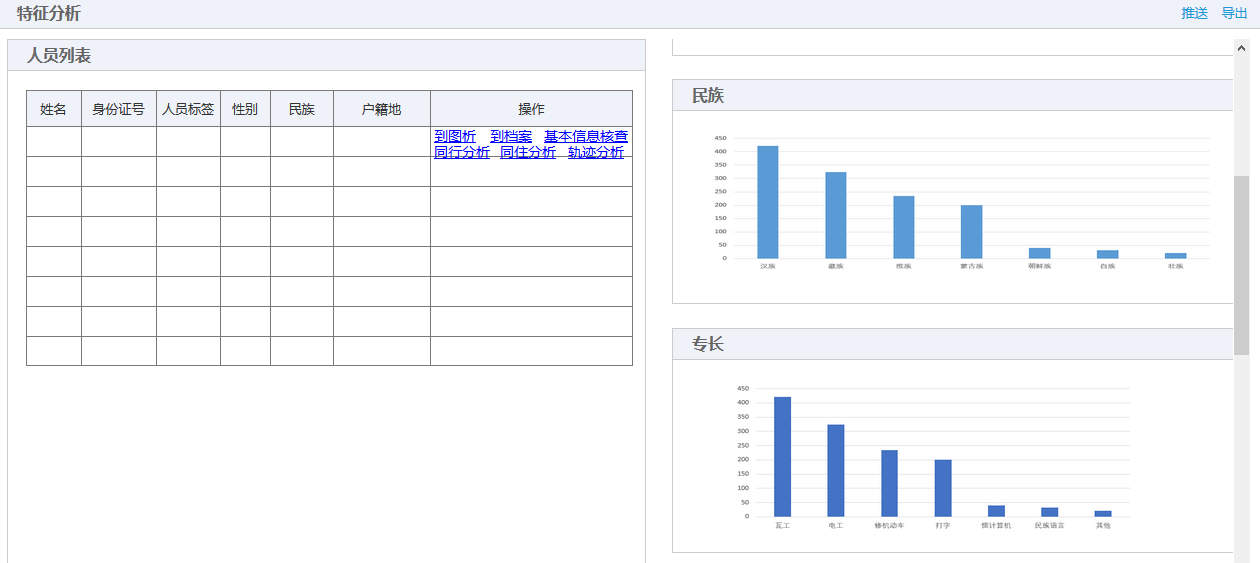 特征分析 推送 导出
人员列表
姓名 身份证号 人员标签 性别 民族 户籍地 操作
到图析 到档案 基本信息核查
同行分析 同住分析 轨迹分析
民族
450
400
350
300
250
200
150
100
50
0
汉族 藏族 维族 蒙古族 朝鲜族 白族 壮族
专长
450
400
350
300
250
200
150
100
50
0
瓦工 电工 修机动车 打字 懂计算机 民族语言 其他